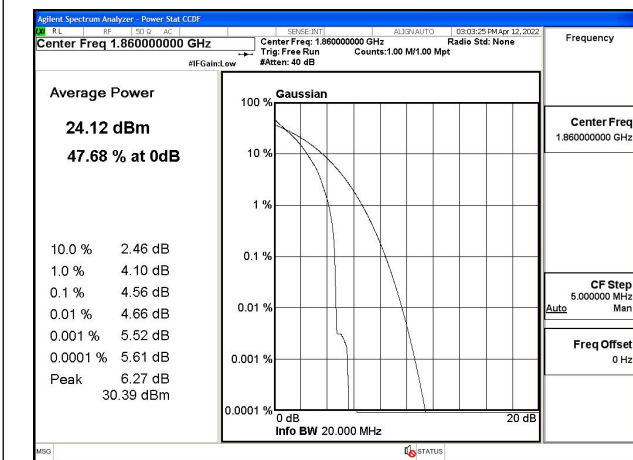 Agilent Spectrum Analyzer - Power Stat CCDF
RL RF 50 Ω AC SENSE:INT ALIGN AUTO 03:03:25 PM Apr 12, 2022
Center Freq 1.860000000 GHz
Center Freq: 1.860000000 GHz Radio Std: None
Trig: Free Run Counts:1.00 M/1.00 Mpt
#IFGain:Low #Atten: 40 dB
Average Power
24.12 dBm
47.68 % at 0dB
10.0 % 2.46 dB
1.0 % 4.10 dB
0.1 % 4.56 dB
0.01 % 4.66 dB
0.001 % 5.52 dB
0.0001 % 5.61 dB
Peak 6.27 dB
30.39 dBm
Gaussian
100 %
10 %
1 %
0.1 %
0.01 %
0.001 %
0.0001 %
0 dB 20 dB
Info BW 20.000 MHz
Frequency
Center Freq
1.860000000 GHz
CF Step
5.000000 MHz
Auto Man
Freq Offset
0 Hz
MSG STATUS